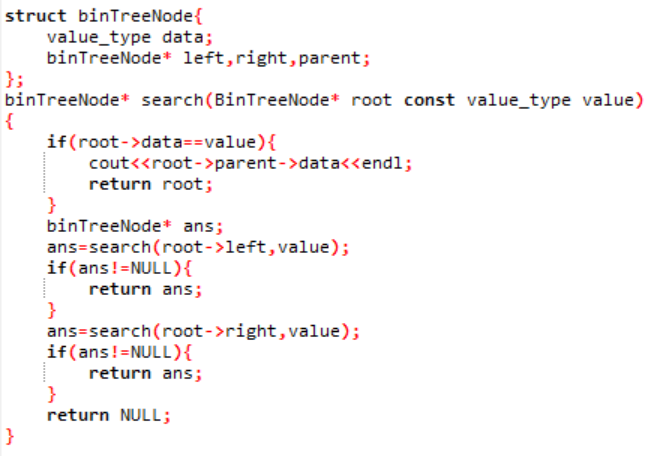 struct binTreeNode{
    value_type data;
    binTreeNode* left,right,parent;
};
binTreeNode* search(BinTreeNode* root const value_type value)
{
    if(root->data==value){
        cout<<root->parent->data<<endl;
        return root;
    }
    binTreeNode* ans;
    ans=search(root->left,value);
    if(ans!=NULL){
        return ans;
    }
    ans=search(root->right,value);
    if(ans!=NULL){
        return ans;
    }
    return NULL;
}